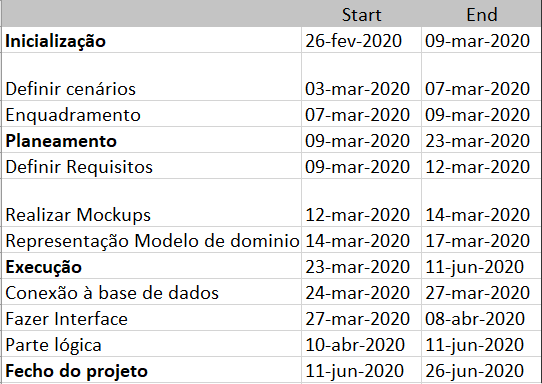 Start End
Inicialização 26-fev-2020 09-mar-2020
Definir cenários 03-mar-2020 07-mar-2020
Enquadramento 07-mar-2020 09-mar-2020
Planeamento 09-mar-2020 23-mar-2020
Definir Requisitos 09-mar-2020 12-mar-2020
Realizar Mockups 12-mar-2020 14-mar-2020
Representação Modelo de dominio 14-mar-2020 17-mar-2020
Execução 23-mar-2020 11-jun-2020
Conexão à base de dados 24-mar-2020 27-mar-2020
Fazer Interface 27-mar-2020 08-abr-2020
Parte lógica 10-abr-2020 11-jun-2020
Fecho do projeto 11-jun-2020 26-jun-2020